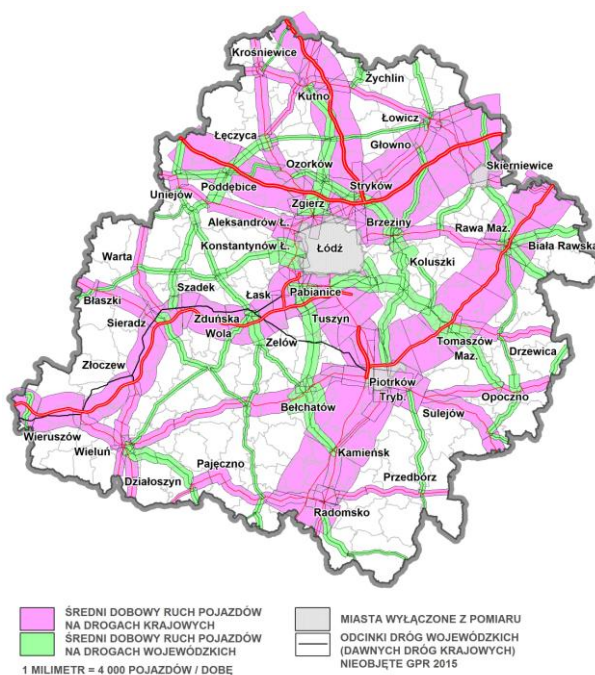 Krośniewice
Żychlin
Kutno
Łowicz
Łęczyca
Głowno
Ozorków
Skierniewice
Stryków
Uniejów
Poddębice
Zgierz
Aleksandrów Ł.
Brzeziny
Rawa Maz.
Konstantynów Ł.
Łódź
Biała Rawska
Warta
Koluszki
Szadek
Łask
Pabianice
Błaszki
Sieradz
Zduńska
Wola
Tuszyn
Zelów
Tomaszów
Maz.
Drzewica
Złoczew
Piotrków
Tryb.
Opoczno
Bełchatów
Sulejów
Wieruszów
Wieluń
Kamieńsk
Pajęczno
Przedbórz
Działoszyn
Radomsko
ŚREDNI DOBOWY RUCH POJAZDÓW
NA DROGACH KRAJOWYCH
ŚREDNI DOBOWY RUCH POJAZDÓW
NA DROGACH WOJEWÓDZKICH
1 MILIMETR = 4 000 POJAZDÓW / DOBĘ
MIASTA WYŁĄCZONE Z POMIARU
ODCINKI DRÓG WOJEWÓDZKICH
(DAWNYCH DRÓG KRAJOWYCH)
NIEOBJĘTE GPR 2015